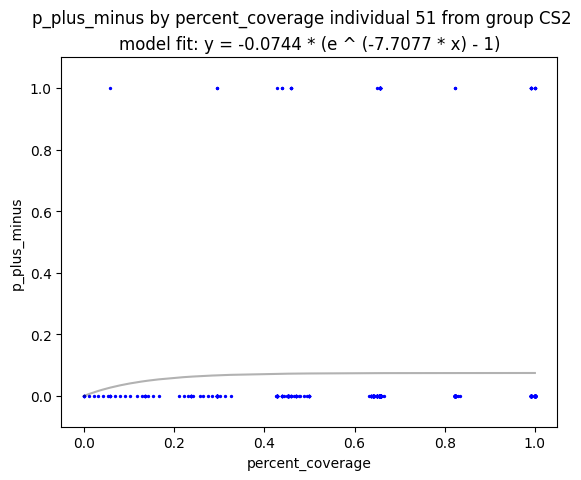 p_plus_minus by percent_coverage individual 51 from group CS2
model fit: y = -0.0744 * (e ^ (-7.7077 * x) - 1)
1.0
0.8
0.6
0.4
0.2
0.0
p_plus_minus
0.0 0.2 0.4 0.6 0.8 1.0
percent_coverage